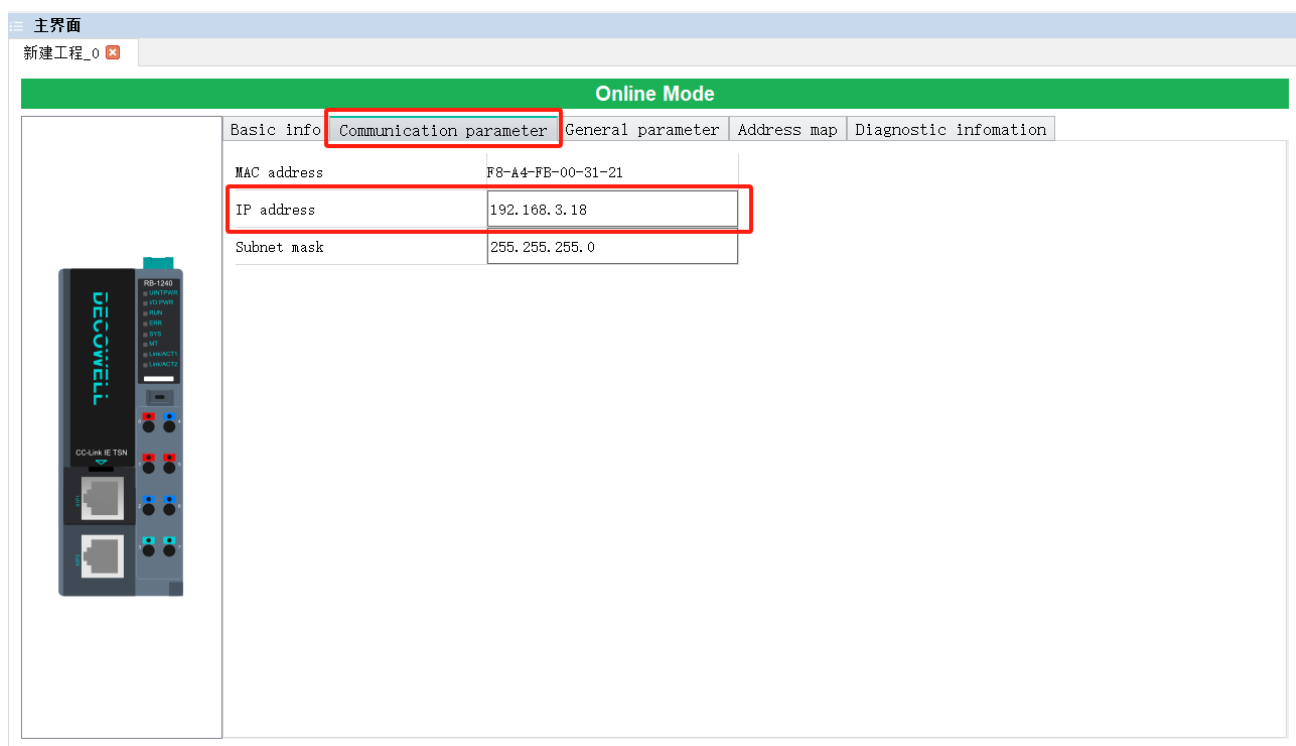 主界面
新建工程_0
Online Mode
Basic info Communication parameter General parameter Address map Diagnostic infomation
MAC address F8-A4-FB-00-31-21
IP address 192.168.3.18
Subnet mask 255.255.255.0
RB-1240
UINTPWR
I/O PWR
RUN
ERR
SYS
MT
Link/ACT1
Link/ACT2
DECOWELL
CC-Link IE TSN